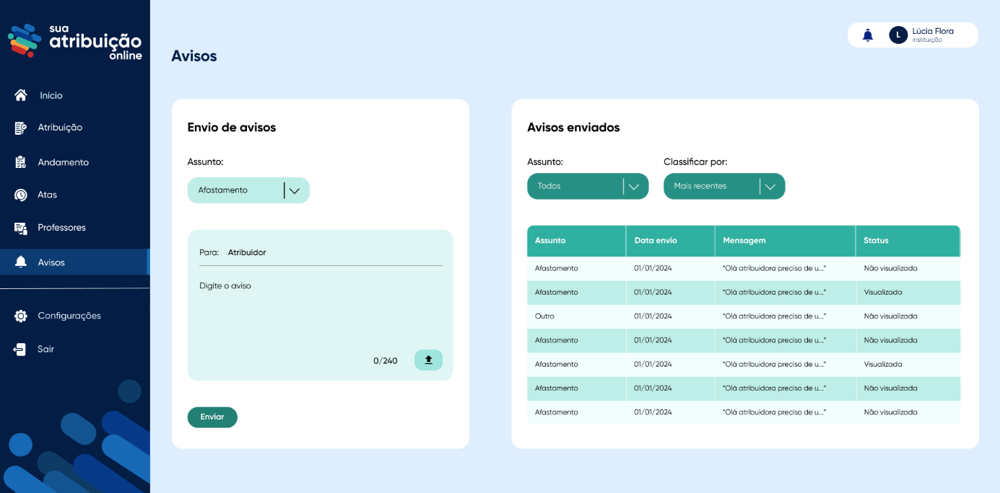 sua
atribuição
online
Início
Atribuição
Andamento
Atas
Professores
Avisos
Configurações
Sair
Avisos
L
Lúcia Flora
instituição
Envio de avisos
Assunto:
Afastamento
Para: Atribuidor
Digite o aviso
0/240
Enviar
Avisos enviados
Assunto: Classificar por:
Todos Mais recentes
Assunto Data envio Mensagem Status
Afastamento 01/01/2024 "Olá atribuidora preciso de u..." Não visualizada
Afastamento 01/01/2024 "Olá atribuidora preciso de u..." Visualizada
Outro 01/01/2024 "Olá atribuidora preciso de u..." Não visualizada
Afastamento 01/01/2024 "Olá atribuidora preciso de u..." Não visualizada
Afastamento 01/01/2024 "Olá atribuidora preciso de u..." Visualizada
Afastamento 01/01/2024 "Olá atribuidora preciso de u..." Não visualizada
Afastamento 01/01/2024 "Olá atribuidora preciso de u..." Não visualizada